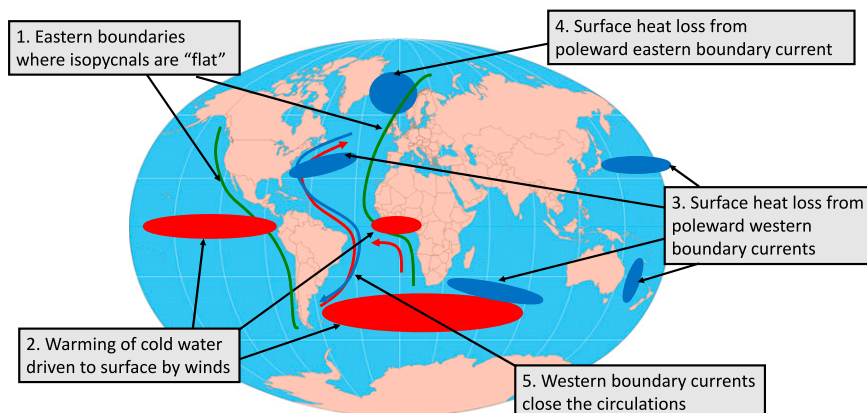 1. Eastern boundaries
where isopycnals are “flat”
4. Surface heat loss from
poleward eastern boundary current
3. Surface heat loss from
poleward western
boundary currents
2. Warming of cold water
driven to surface by winds
5. Western boundary currents
close the circulations